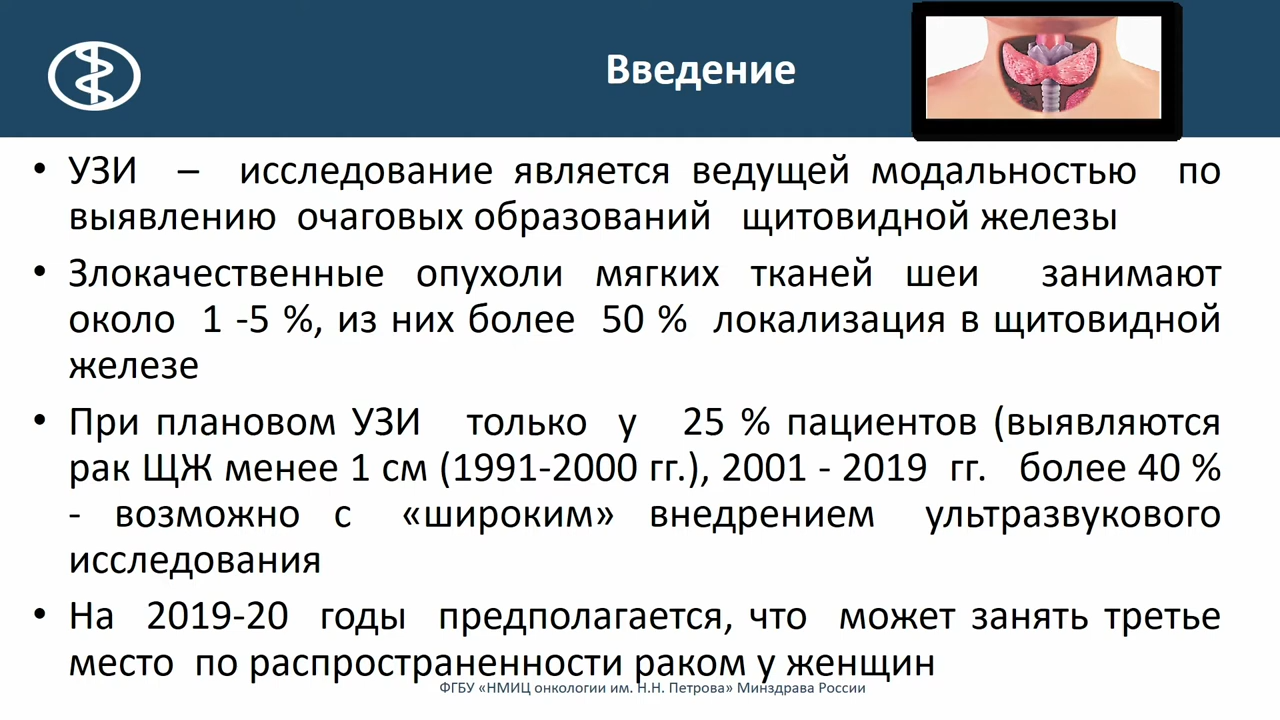 Введение
• УЗИ – исследование является ведущей модальностью по
выявлению очаговых образований щитовидной железы
• Злокачественные опухоли мягких тканей шеи занимают
около 1 -5 %, из них более 50 % локализация в щитовидной
железе
• При плановом УЗИ только у 25 % пациентов (выявляются
рак ЩЖ менее 1 см (1991-2000 гг.), 2001 - 2019 гг. более 40 %
- возможно с «широким» внедрением ультразвукового
исследования
• На 2019-20 годы предполагается, что может занять третье
место по распространенности раком у женщин
ФГБУ «НМИЦ онкологии им. Н.Н. Петрова» Минздрава России